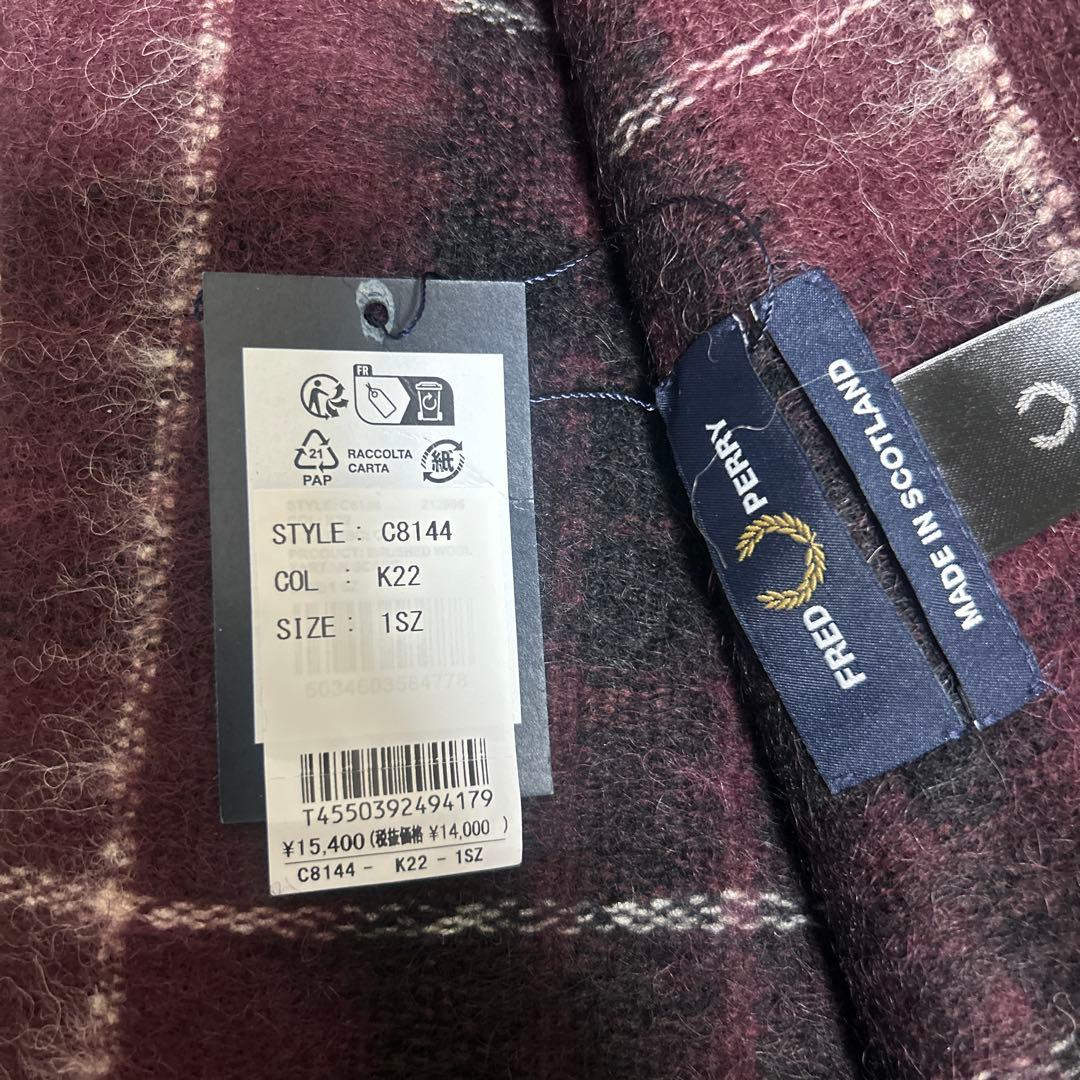 FR
21
PAP
RACCOLTA
CARTA
紙
STYLE : C8144
COL : K22
SIZE : 1SZ
5034603584778
T4550392494179
¥15,400(税抜価格 ¥14,000 )
C8144 - K22 - 1SZ
FRED PERRY
MADE IN SCOTLAND